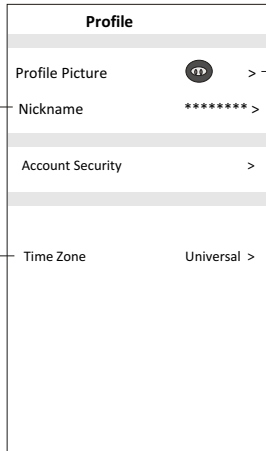 Profile
Profile Picture >
Nickname ******** >
Account Security >
Time Zone Universal >